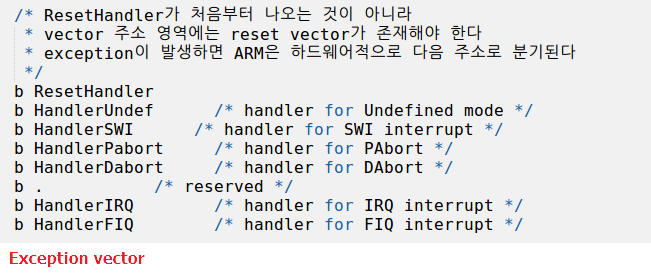 /* ResetHandler가 처음부터 나오는 것이 아니라
* vector 주소 영역에는 reset vector가 존재해야 한다
* exception이 발생하면 ARM은 하드웨어적으로 다음 주소로 분기된다
*/
b ResetHandler
b HandlerUndef /* handler for Undefined mode */
b HandlerSWI /* handler for SWI interrupt */
b HandlerPabort /* handler for PAbort */
b HandlerDabort /* handler for DAbort */
b . /* reserved */
b HandlerIRQ /* handler for IRQ interrupt */
b HandlerFIQ /* handler for FIQ interrupt */
Exception vector